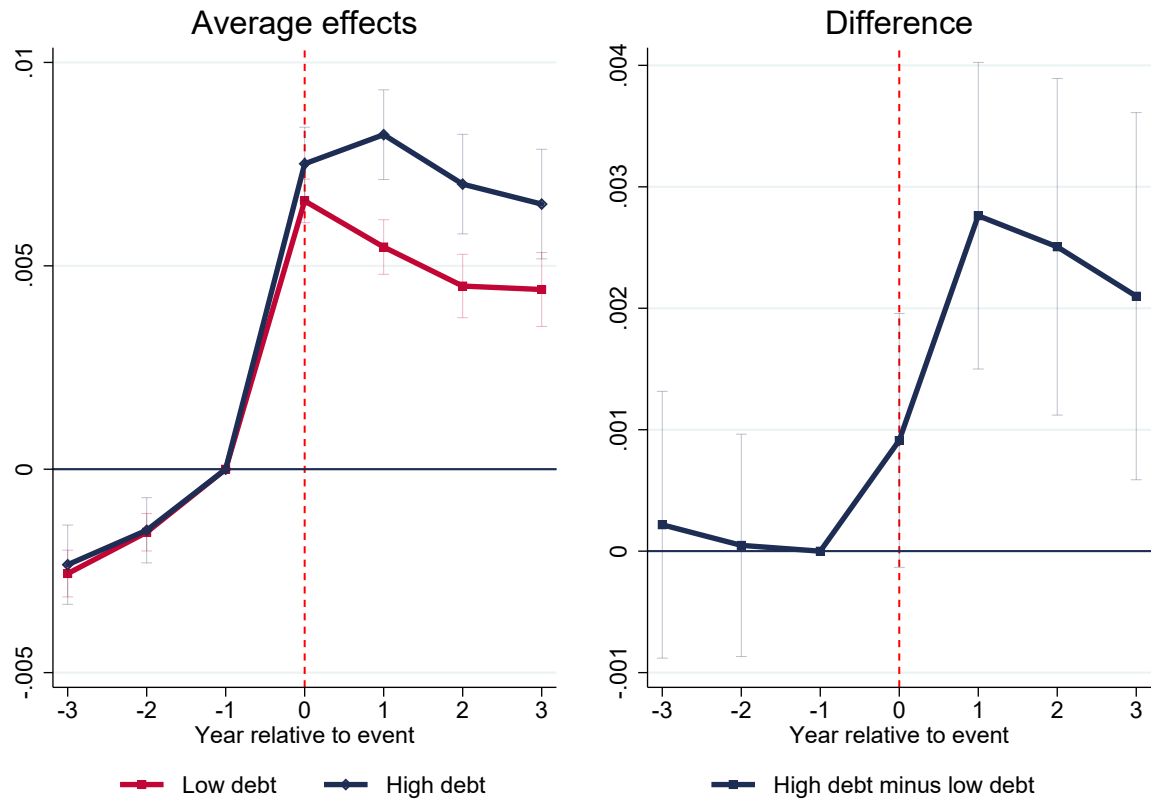 Average effects
.01
.005
0
-.005
-3 -2 -1 0 1 2 3
Year relative to event
Low debt High debt
Difference
.004
.003
.002
.001
0
-.001
-3 -2 -1 0 1 2 3
Year relative to event
High debt minus low debt